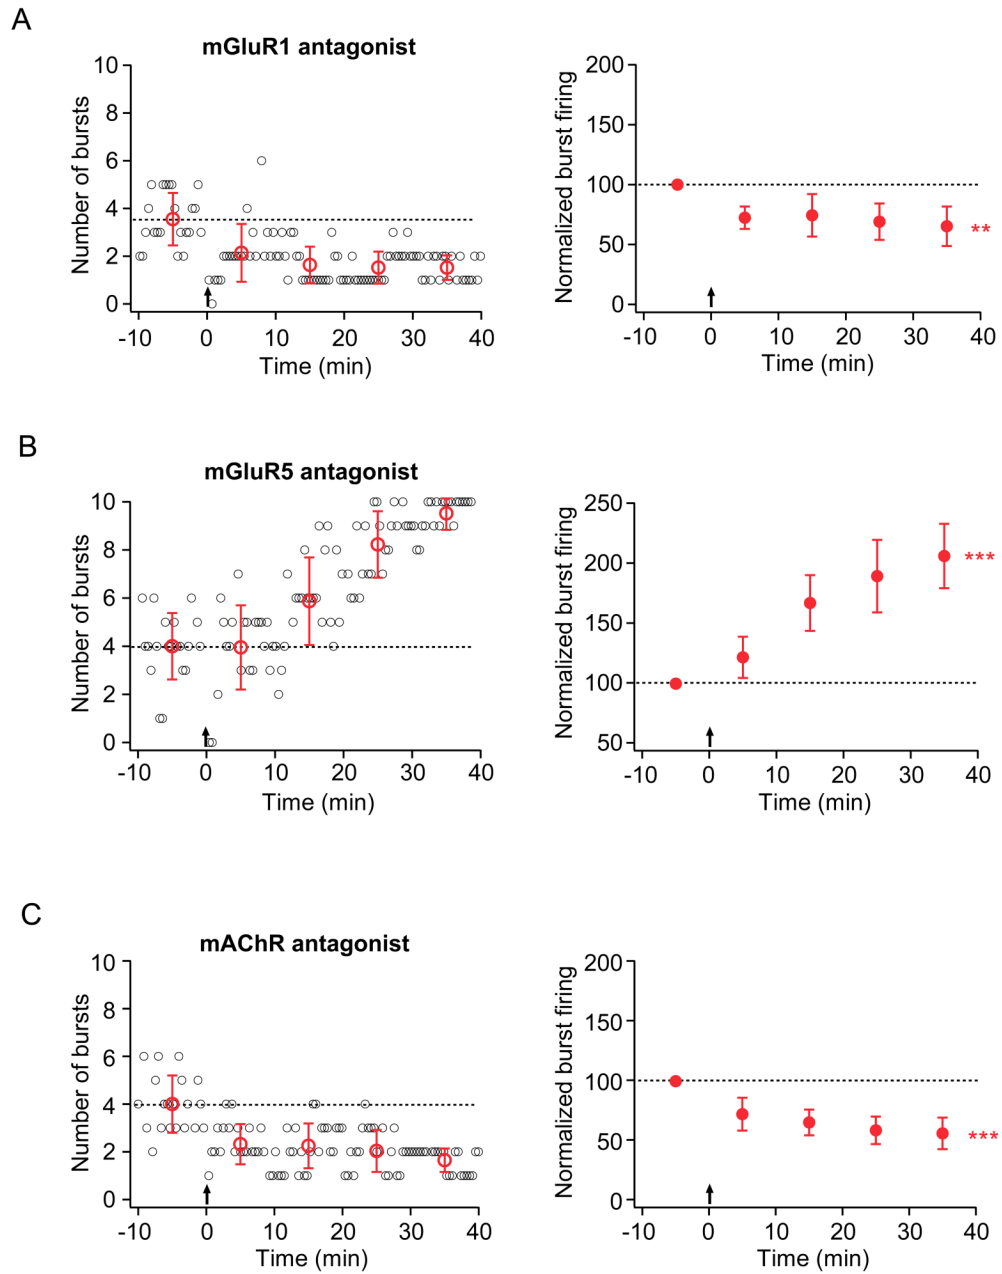 A
mGluR1 antagonist
Number of bursts
10
8
6
4
2
0
-10 0 10 20 30 40
Time (min)
Normalized burst firing
200
150
100
50
0
**
-10 0 10 20 30 40
Time (min)
B
mGluR5 antagonist
Number of bursts
10
8
6
4
2
0
-10 0 10 20 30 40
Time (min)
Normalized burst firing
250
200
150
100
50
***
-10 0 10 20 30 40
Time (min)
C
mAChR antagonist
Number of bursts
10
8
6
4
2
0
-10 0 10 20 30 40
Time (min)
Normalized burst firing
200
150
100
50
0
***
-10 0 10 20 30 40
Time (min)